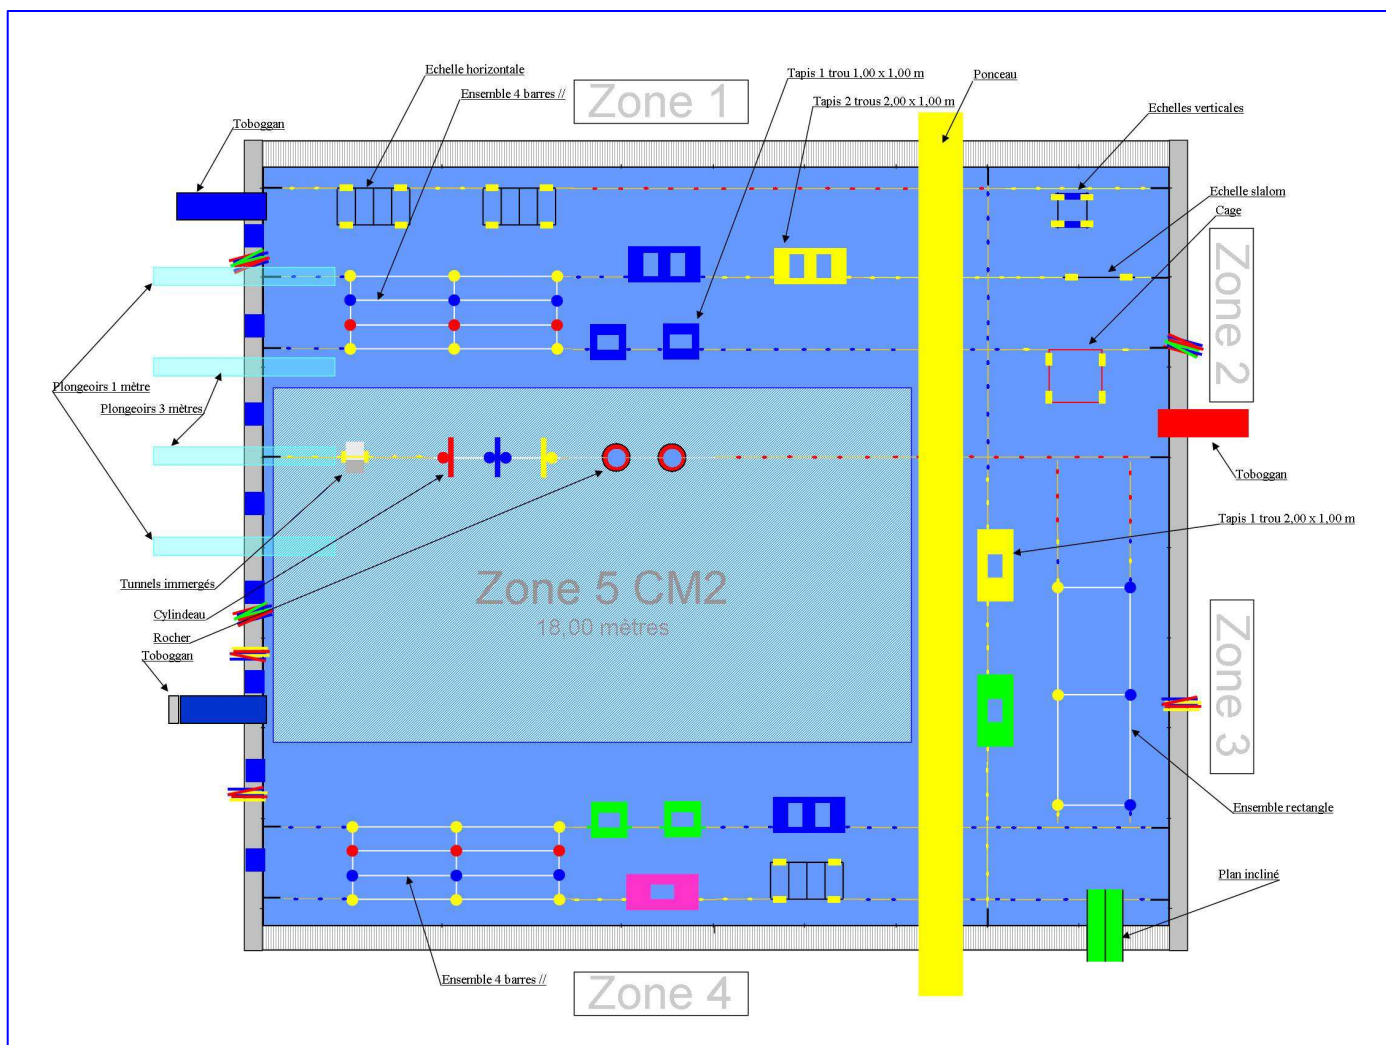 Echelle horizontale
Ensemble 4 barres //
Zone 1
Tapis 1 trou 1,00 x 1,00 m
Tapis 2 trous 2,00 x 1,00 m
Ponceau
Echelles verticales
Toboggan
Echelle slalom
Cage
Zone 2
Plongeoirs 1 mètre
Plongeoirs 3 mètres
Toboggan
Tapis 1 trou 2,00 x 1,00 m
Tunnels immergés
Zone 5 CM2
18,00 mètres
Cylindeau
Rocher
Toboggan
Zone 3
Ensemble rectangle
Plan incliné
Ensemble 4 barres //
Zone 4